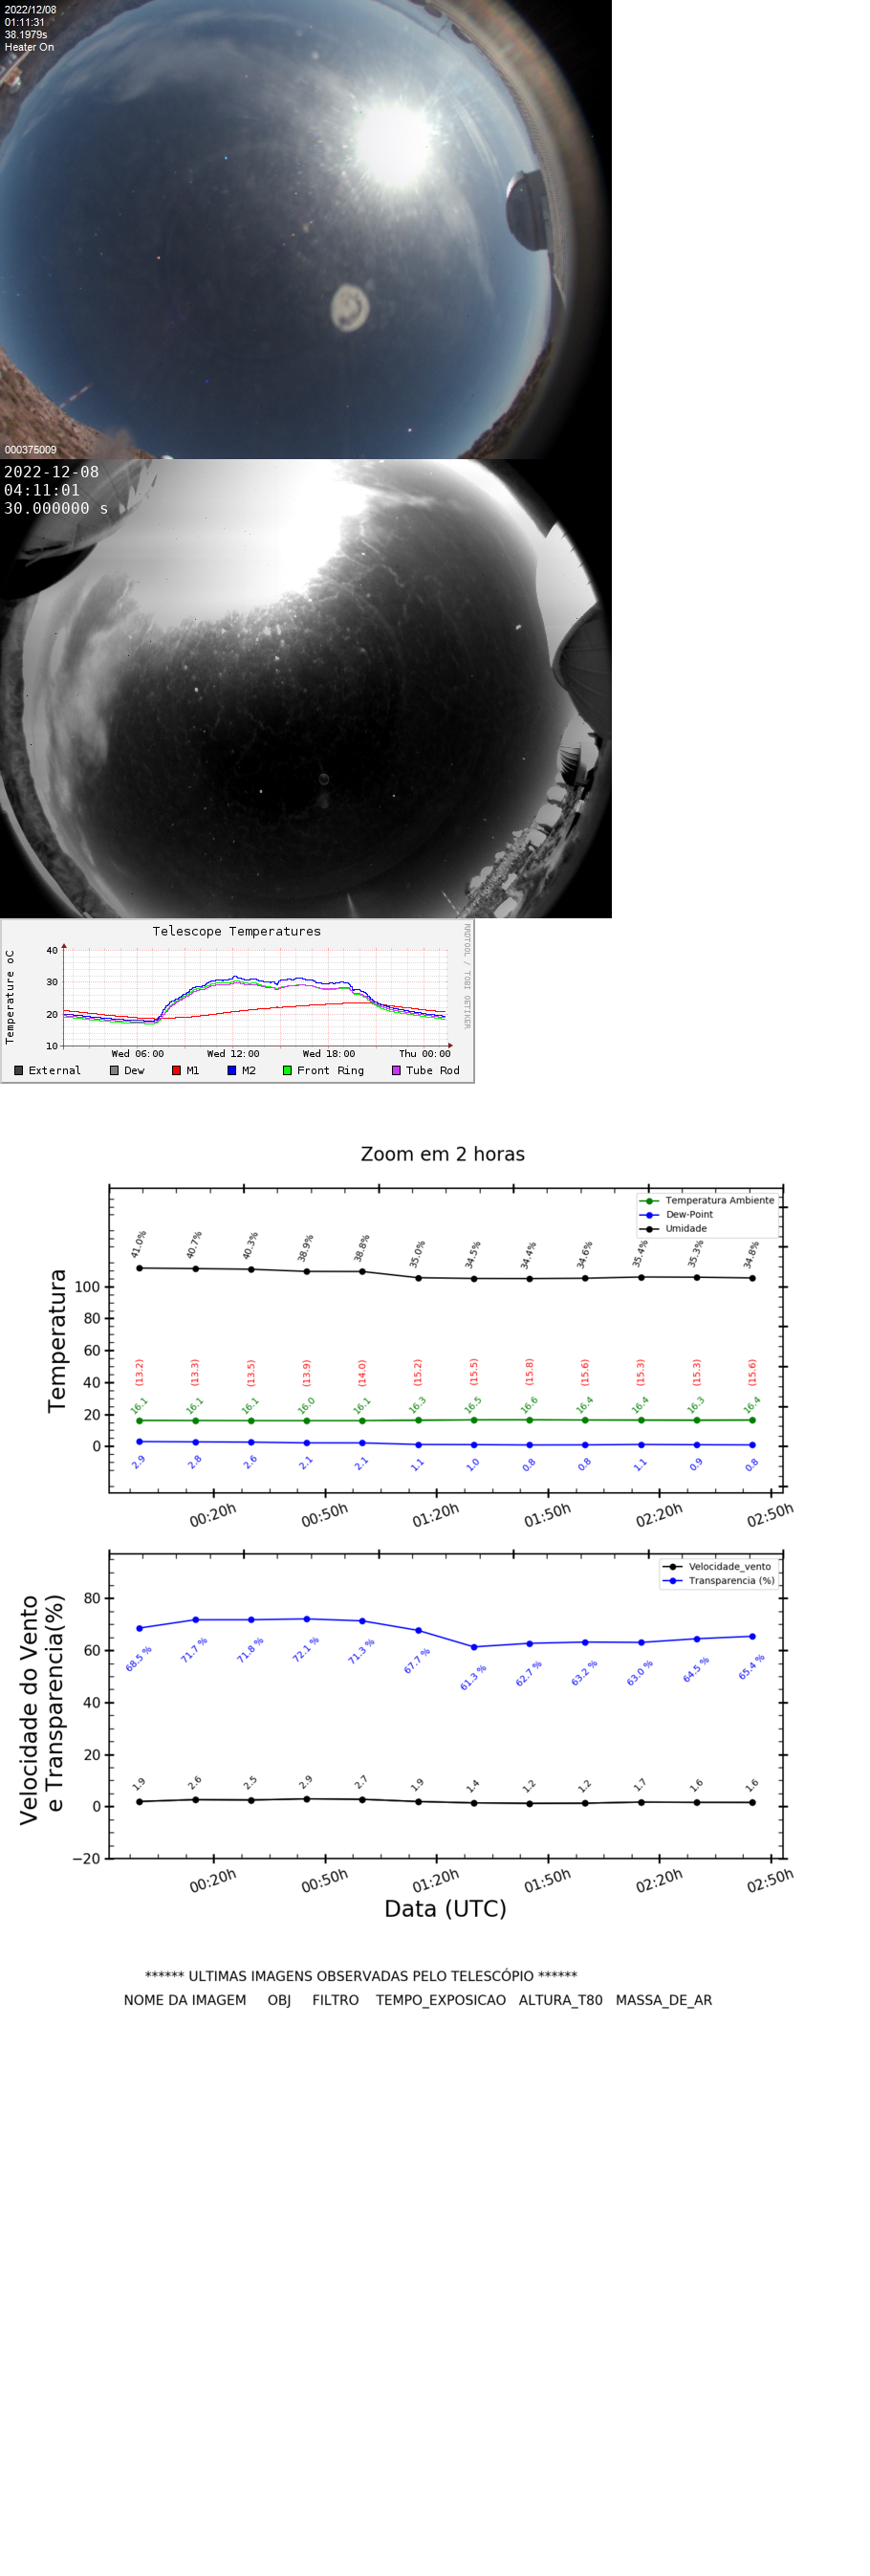 2022/12/08
01:11:31
38.1979s
Heater On
000375009
2022-12-08
04:11:01
30.000000 s
Telescope Temperatures
RRDTOOL / TOBI OETIKER
Temperature oC
40
30
20
10
Wed 06:00 Wed 12:00 Wed 18:00 Thu 00:00
External Dew M1 M2 Front Ring Tube Rod
Zoom em 2 horas
Temperatura Ambiente
Dew-Point
Umidade
41.0% 40.7% 40.3% 38.9% 38.8% 35.0% 34.5% 34.4% 34.6% 35.4% 35.3% 34.8%
Temperatura
100
80
60
40
20
0
(13.2) (13.3) (13.5) (13.9) (14.0) (15.2) (15.5) (15.8) (15.6) (15.3) (15.3) (15.6)
16.1 16.1 16.1 16.0 16.1 16.3 16.5 16.6 16.4 16.4 16.3 16.4
2.9 2.8 2.6 2.1 2.1 1.1 1.0 0.8 0.8 1.1 0.9 0.8
00:20h 00:50h 01:20h 01:50h 02:20h 02:50h
Velocidade_vento
Transparencia (%)
Velocidade do Vento
e Transparencia(%)
80
60
40
20
0
−20
68.5 % 71.7 % 71.8 % 72.1 % 71.3 % 67.7 % 61.3 % 62.7 % 63.2 % 63.0 % 64.5 % 65.4 %
1.9 2.6 2.5 2.9 2.7 1.9 1.4 1.2 1.2 1.7 1.6 1.6
00:20h 00:50h 01:20h 01:50h 02:20h 02:50h
Data (UTC)
****** ULTIMAS IMAGENS OBSERVADAS PELO TELESCÓPIO ******
NOME DA IMAGEM OBJ FILTRO TEMPO_EXPOSICAO ALTURA_T80 MASSA_DE_AR